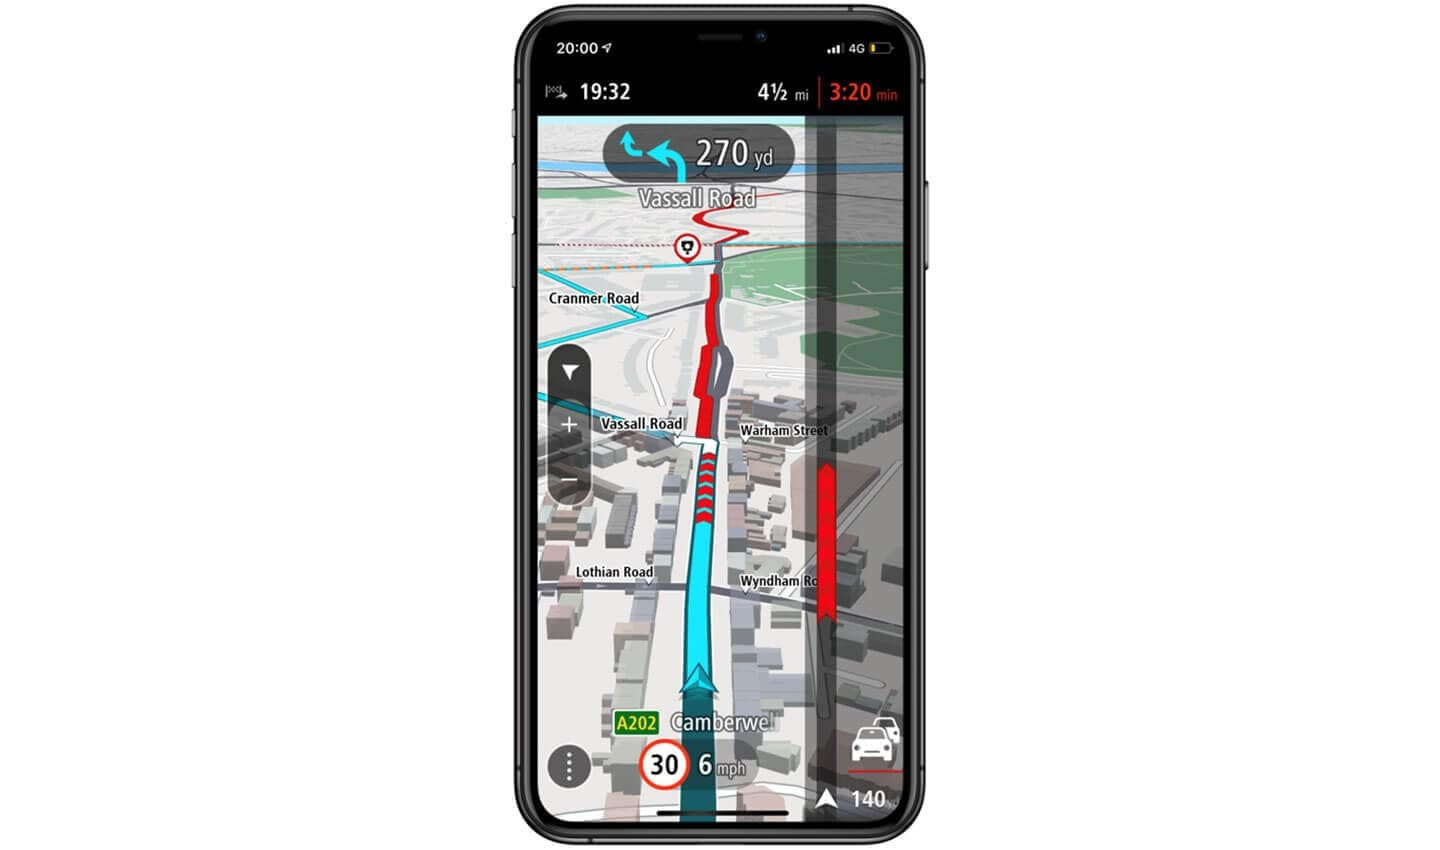 20:00
4G
19:32
4½ mi
3:20 min
270 yd
Vassall Road
Cranmer Road
Vassall Road
Warham Street
Lothian Road
Wyndham Ro
A202 Camberwel
30
6 mph
140 yd